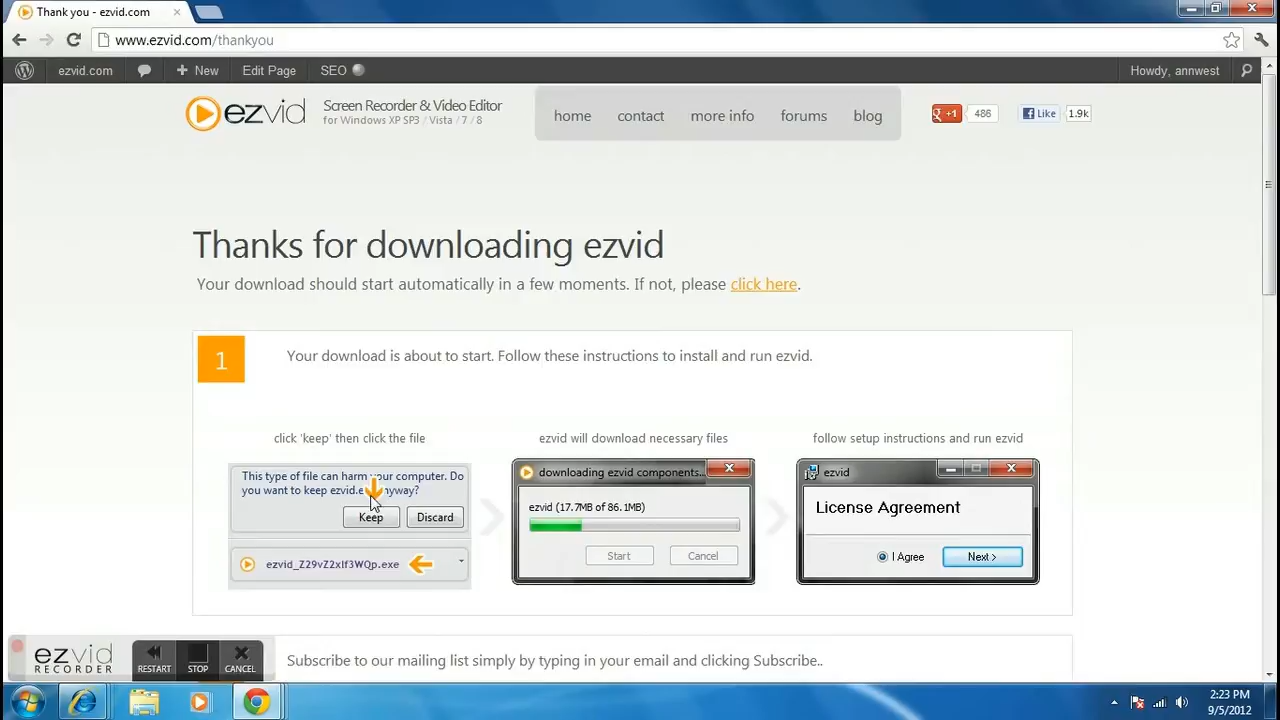 Thank you - ezvid.com
www.ezvid.com/thankyou
ezvid.com
New
Edit Page
SEO
Howdy, annwest
ezvid
Screen Recorder & Video Editor
for Windows XP SP3 / Vista / 7 / 8
home
contact
more info
forums
blog
+1
486
Like
1.9k
Thanks for downloading ezvid
Your download should start automatically in a few moments. If not, please click here.
1
Your download is about to start. Follow these instructions to install and run ezvid.
click 'keep' then click the file
ezvid will download necessary files
follow setup instructions and run ezvid
This type of file can harm your computer. Do
you want to keep ezvid.e anyway?
Keep
Discard
ezvid_Z29vZ2xlf3WQp.exe
downloading ezvid components...
ezvid (17.7MB of 86.1MB)
Start
Cancel
ezvid
License Agreement
I Agree
Next >
ezvid
RECORDER
RESTART
STOP
CANCEL
Subscribe to our mailing list simply by typing in your email and clicking Subscribe..
2:23 PM
9/5/2012